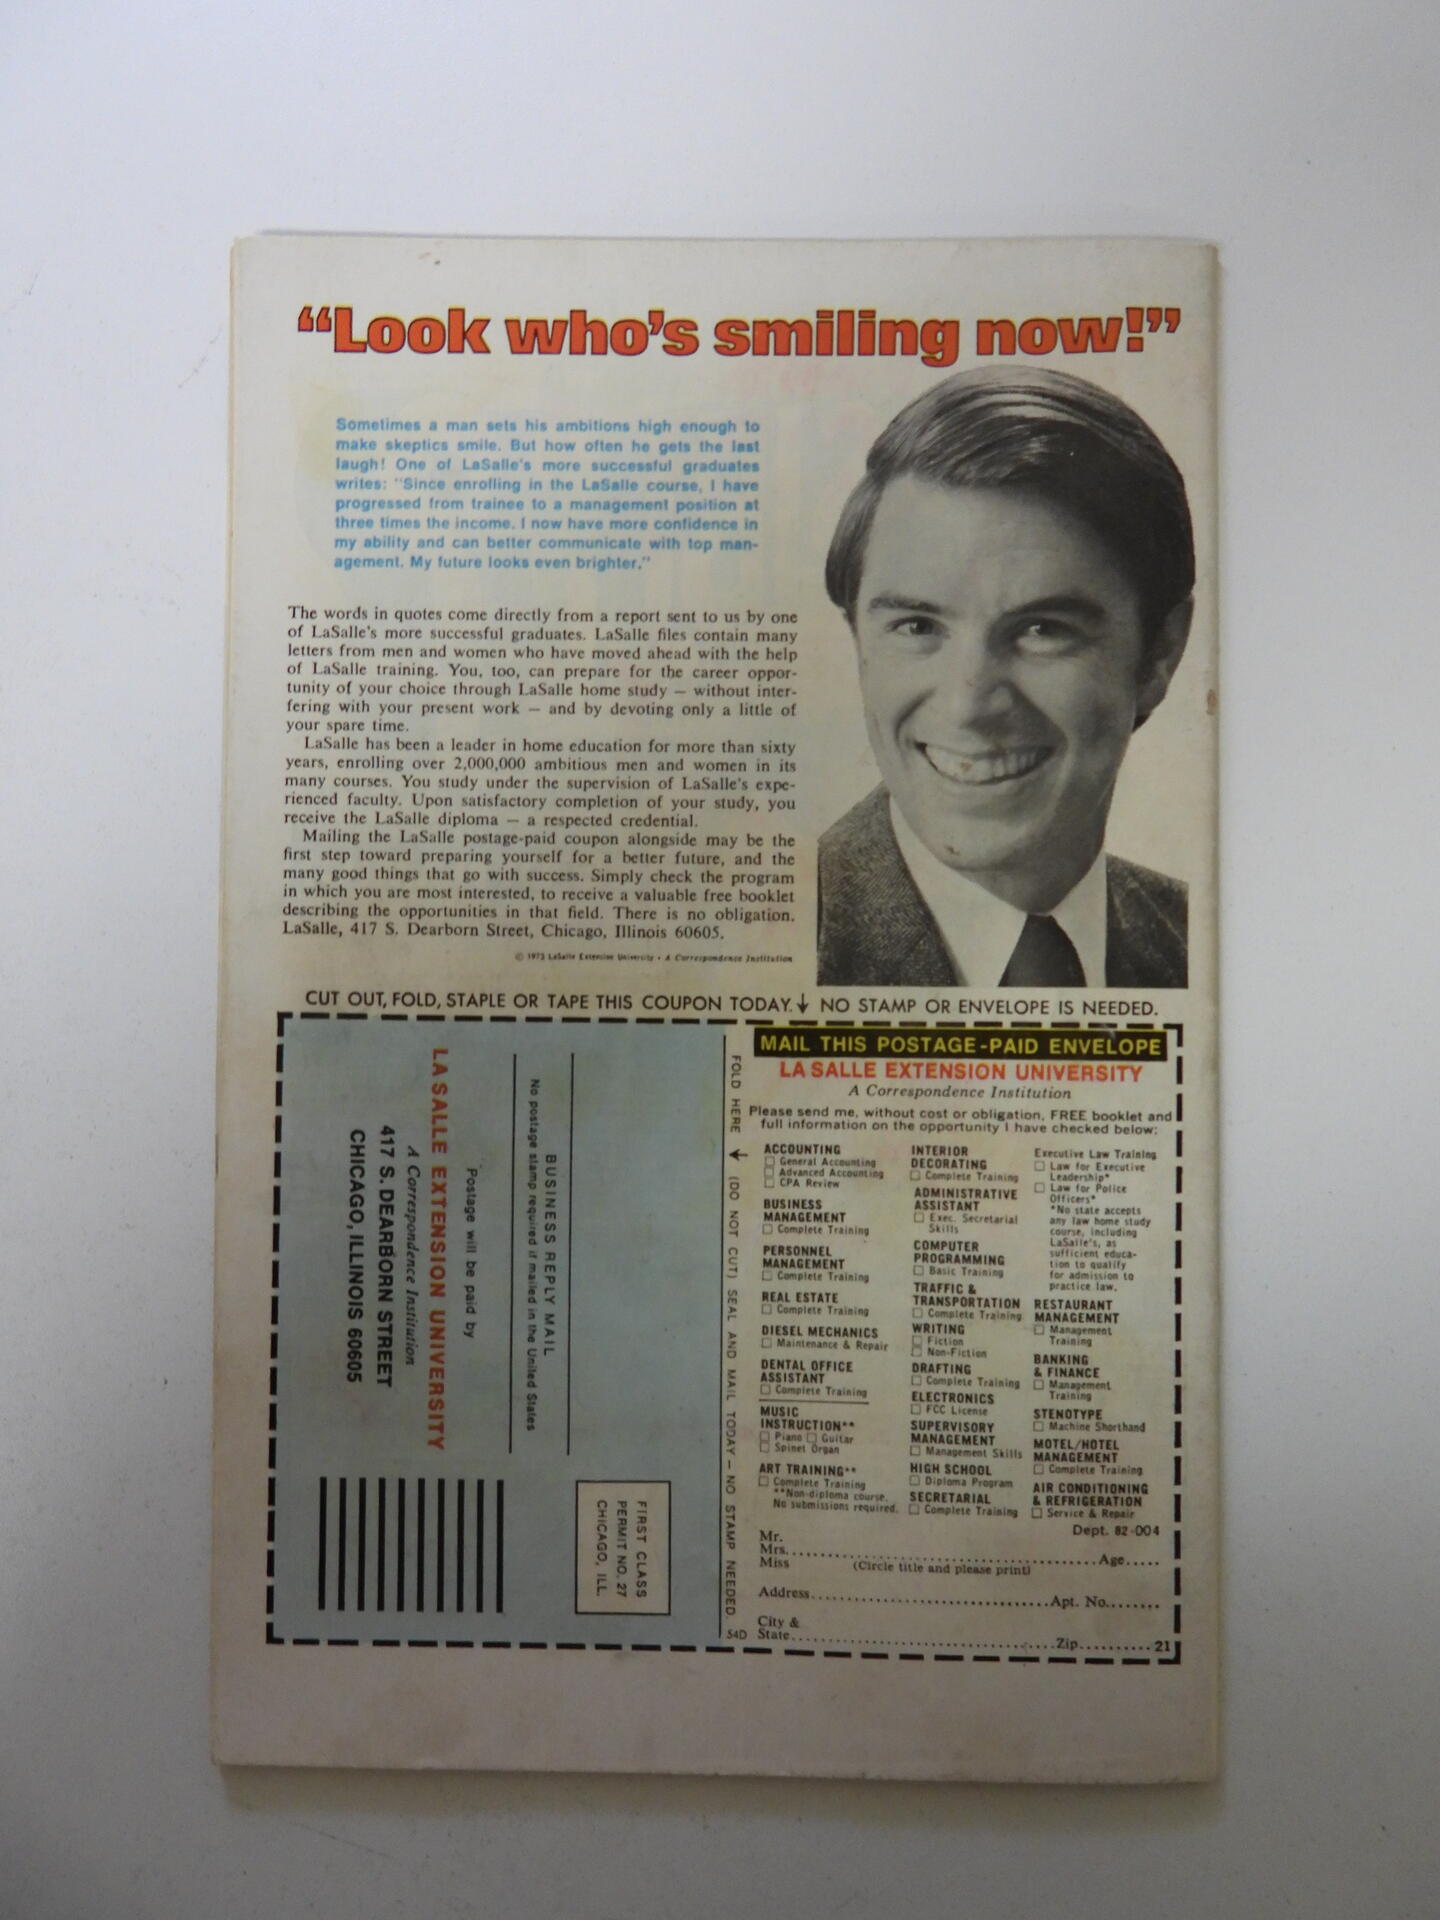 “Look who’s smiling now!”
Sometimes a man sets his ambitions high enough to
make skeptics smile. But how often he gets the last
laugh! One of LaSalle's more successful graduates
writes: "Since enrolling in the LaSalle course, I have
progressed from trainee to a management position at
three times the income. I now have more confidence in
my ability and can better communicate with top man-
agement. My future looks even brighter."
The words in quotes come directly from a report sent to us by one
of LaSalle's more successful graduates. LaSalle files contain many
letters from men and women who have moved ahead with the help
of LaSalle training. You, too, can prepare for the career oppor-
tunity of your choice through LaSalle home study — without inter-
fering with your present work — and by devoting only a little of
your spare time.
LaSalle has been a leader in home education for more than sixty
years, enrolling over 2,000,000 ambitious men and women in its
many courses. You study under the supervision of LaSalle's expe-
rienced faculty. Upon satisfactory completion of your study, you
receive the LaSalle diploma — a respected credential.
Mailing the LaSalle postage-paid coupon alongside may be the
first step toward preparing yourself for a better future, and the
many good things that go with success. Simply check the program
in which you are most interested, to receive a valuable free booklet
describing the opportunities in that field. There is no obligation.
LaSalle, 417 S. Dearborn Street, Chicago, Illinois 60605.
© 1973 LaSalle Extension University • A Correspondence Institution
CUT OUT, FOLD, STAPLE OR TAPE THIS COUPON TODAY. ↓ NO STAMP OR ENVELOPE IS NEEDED.
FIRST CLASS
PERMIT NO. 27
CHICAGO, ILL.
BUSINESS REPLY MAIL
No postage stamp required if mailed in the United States
Postage will be paid by
LA SALLE EXTENSION UNIVERSITY
A Correspondence Institution
417 S. DEARBORN STREET
CHICAGO, ILLINOIS 60605
FOLD HERE (DO NOT CUT) SEAL AND MAIL TODAY — NO STAMP NEEDED.
MAIL THIS POSTAGE-PAID ENVELOPE
LA SALLE EXTENSION UNIVERSITY
A Correspondence Institution
Please send me, without cost or obligation, FREE booklet and
full information on the opportunity I have checked below:
ACCOUNTING
☐ General Accounting
☐ Advanced Accounting
☐ CPA Review
BUSINESS
MANAGEMENT
☐ Complete Training
PERSONNEL
MANAGEMENT
☐ Complete Training
REAL ESTATE
☐ Complete Training
DIESEL MECHANICS
☐ Maintenance & Repair
DENTAL OFFICE
ASSISTANT
☐ Complete Training
MUSIC
INSTRUCTION**
☐ Piano ☐ Guitar
☐ Spinet Organ
ART TRAINING**
☐ Complete Training
**Non-diploma course.
No submissions required.
INTERIOR
DECORATING
☐ Complete Training
ADMINISTRATIVE
ASSISTANT
☐ Exec. Secretarial
Skills
COMPUTER
PROGRAMMING
☐ Basic Training
TRAFFIC &
TRANSPORTATION
☐ Complete Training
WRITING
☐ Fiction
☐ Non-Fiction
DRAFTING
☐ Complete Training
ELECTRONICS
☐ FCC License
SUPERVISORY
MANAGEMENT
☐ Management Skills
HIGH SCHOOL
☐ Diploma Program
SECRETARIAL
☐ Complete Training
Executive Law Training
☐ Law for Executive
Leadership*
☐ Law for Police
Officers*
*No state accepts
any law home study
course, including
LaSalle's, as
sufficient educa-
tion to qualify
for admission to
practice law.
RESTAURANT
MANAGEMENT
☐ Management
Training
BANKING
& FINANCE
☐ Management
Training
STENOTYPE
☐ Machine Shorthand
MOTEL/HOTEL
MANAGEMENT
☐ Complete Training
AIR CONDITIONING
& REFRIGERATION
☐ Service & Repair
Dept. 82-004
Mr.
Mrs. Age
Miss (Circle title and please print)
Address Apt. No.
City &
54D State Zip 21